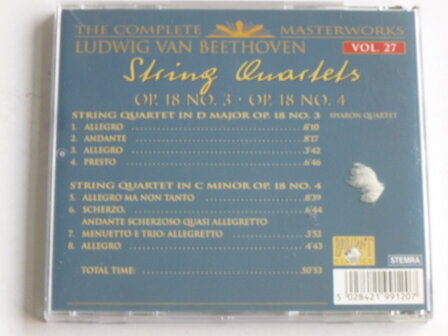 THE COMPLETE MASTERWORKS
LUDWIG VAN BEETHOVEN VOL. 27
String Quartets
OP. 18 NO. 3 · OP. 18 NO. 4
STRING QUARTET IN D MAJOR OP. 18 NO. 3 SHARON QUARTET
1. ALLEGRO 8'10
2. ANDANTE 8'17
3. ALLEGRO 3'42
4. PRESTO 6'46
STRING QUARTET IN C MINOR OP. 18 NO. 4
5. ALLEGRO MA NON TANTO 8'39
6. SCHERZO. 6'44
ANDANTE SCHERZOSO QUASI ALLEGRETTO
7. MENUETTO E TRIO: ALLEGRETTO 3'32
8. ALLEGRO 4'43
TOTAL TIME: 50'53
STEMRA
5 028421 991207